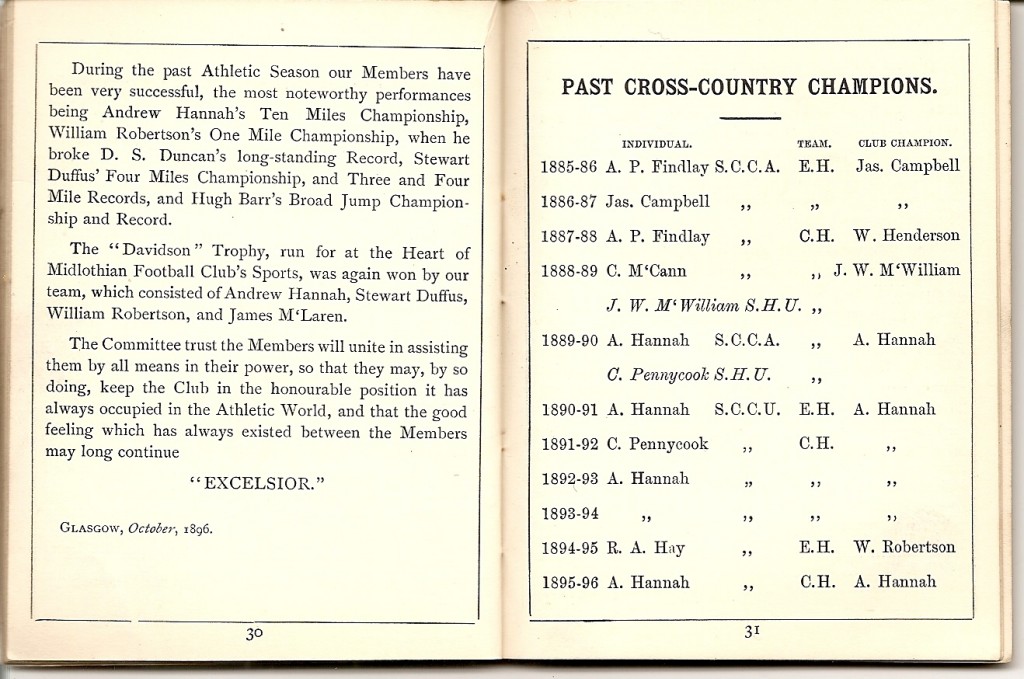 During the past Athletic Season our Members have
been very successful, the most noteworthy performances
being Andrew Hannah's Ten Miles Championship,
William Robertson's One Mile Championship, when he
broke D. S. Duncan's long-standing Record, Stewart
Duffus' Four Miles Championship, and Three and Four
Mile Records, and Hugh Barr's Broad Jump Champion-
ship and Record.
The "Davidson" Trophy, run for at the Heart of
Midlothian Football Club's Sports, was again won by our
team, which consisted of Andrew Hannah, Stewart Duffus,
William Robertson, and James M‘Laren.
The Committee trust the Members will unite in assisting
them by all means in their power, so that they may, by so
doing, keep the Club in the honourable position it has
always occupied in the Athletic World, and that the good
feeling which has always existed between the Members
may long continue
"EXCELSIOR."
GLASGOW, October, 1896.
30
PAST CROSS-COUNTRY CHAMPIONS.
INDIVIDUAL. TEAM. CLUB CHAMPION.
1885-86 A. P. Findlay S.C.C.A. E.H. Jas. Campbell
1886-87 Jas. Campbell ,, ,, ,,
1887-88 A. P. Findlay ,, C.H. W. Henderson
1888-89 C. M‘Cann ,, ,, J. W. M‘William
J. W. M‘William S.H.U. ,,
1889-90 A. Hannah S.C.C.A. ,, A. Hannah
C. Pennycook S.H.U. ,,
1890-91 A. Hannah S.C.C.U. E.H. A. Hannah
1891-92 C. Pennycook ,, C.H. ,,
1892-93 A. Hannah ,, ,, ,,
1893-94 ,, ,, ,, ,,
1894-95 R. A. Hay ,, E.H. W. Robertson
1895-96 A. Hannah ,, C.H. A. Hannah
31